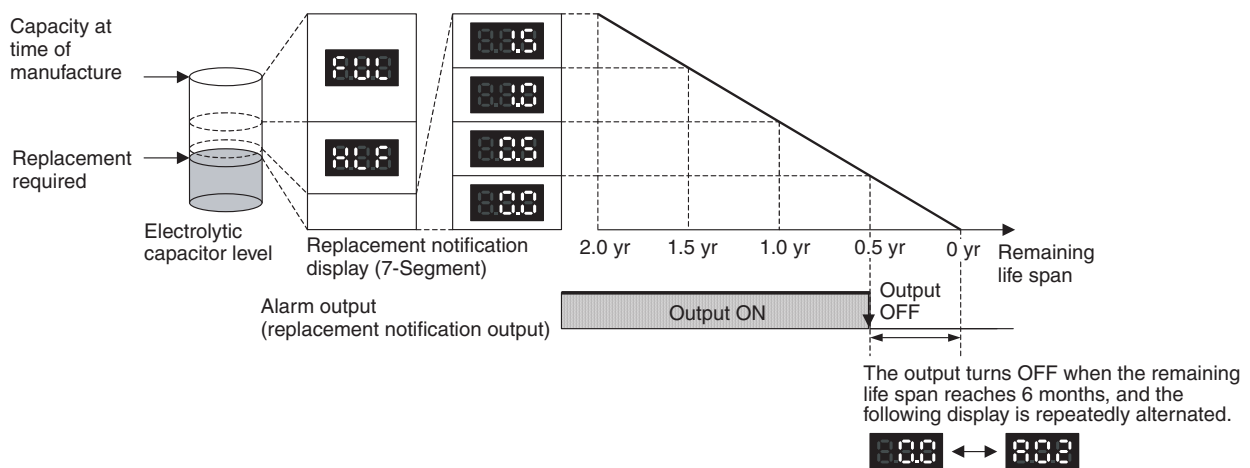 Capacity at
time of
manufacture
Replacement
required
Electrolytic
capacitor level
FUL
HLF
Replacement notification
display (7-Segment)
1.5
1.0
0.5
0.0
2.0 yr 1.5 yr 1.0 yr 0.5 yr 0 yr
Remaining
life span
Alarm output
(replacement notification output)
Output ON
Output
OFF
The output turns OFF when the remaining
life span reaches 6 months, and the
following display is repeatedly alternated.
0.0 A02